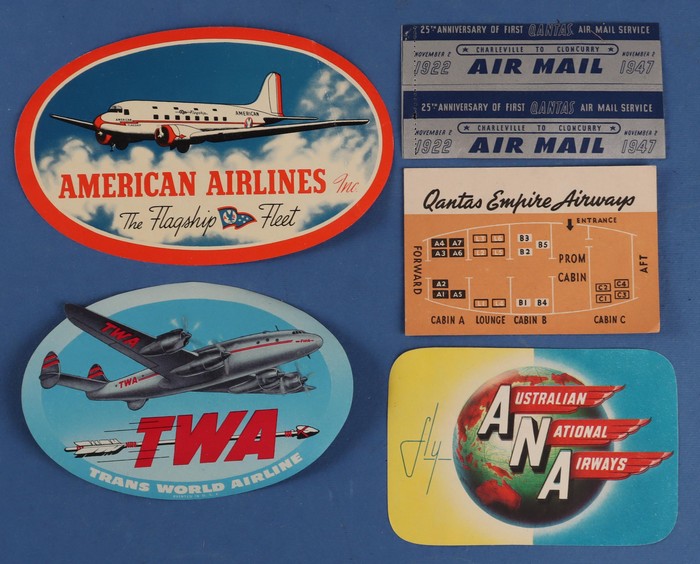 AMERICAN
AMERICAN AIRLINES Inc.
The Flagship Fleet
25TH ANNIVERSARY OF FIRST QANTAS AIR MAIL SERVICE
NOVEMBER 2 CHARLEVILLE TO CLONCURRY NOVEMBER 2
1922 AIR MAIL 1947
25TH ANNIVERSARY OF FIRST QANTAS AIR MAIL SERVICE
NOVEMBER 2 CHARLEVILLE TO CLONCURRY NOVEMBER 2
1922 AIR MAIL 1947
Qantas Empire Airways
ENTRANCE
A4 A7 B3 B5
A3 A6 B2
FORWARD
PROM
CABIN
AFT
A2 C2 C4
A1 A5 B1 B4 C1 C3
CABIN A LOUNGE CABIN B CABIN C
TWA
TWA
TWA
TRANS WORLD AIRLINE
fly
AUSTRALIAN
NATIONAL
AIRWAYS